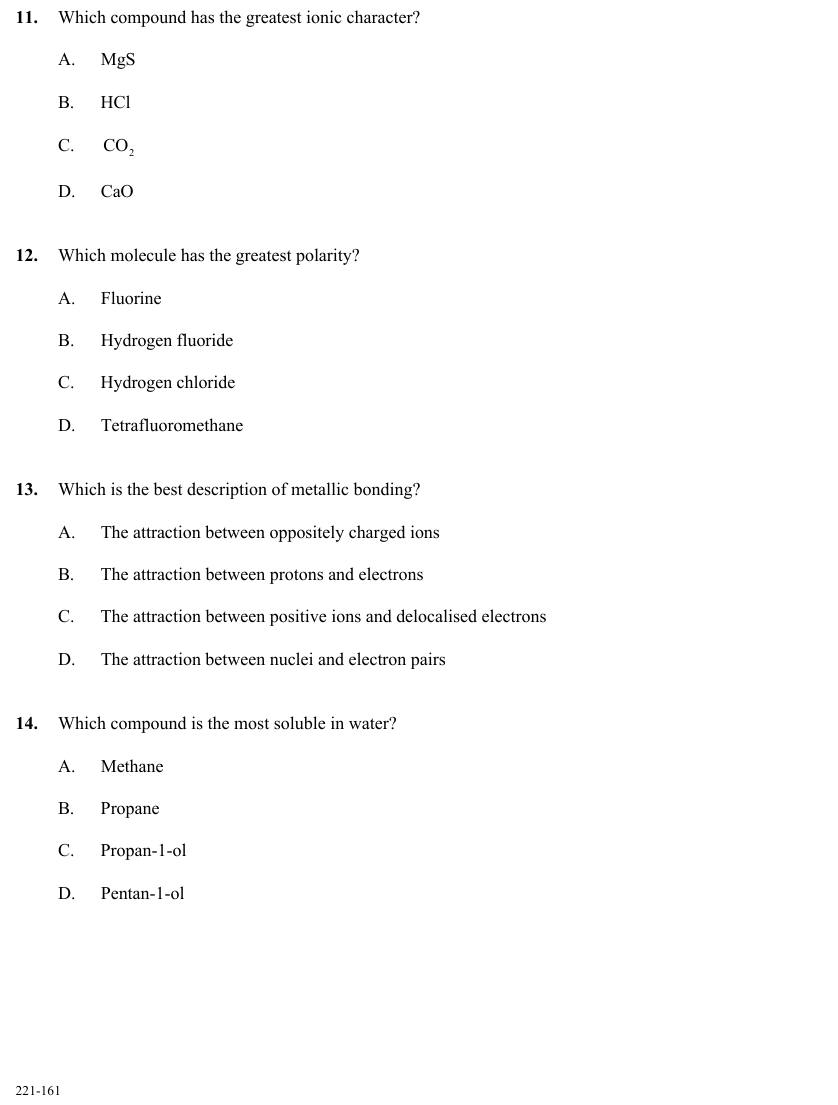 11. Which compound has the greatest ionic character?
A. MgS
B. HCl
C. CO₂
D. CaO
12. Which molecule has the greatest polarity?
A. Fluorine
B. Hydrogen fluoride
C. Hydrogen chloride
D. Tetrafluoromethane
13. Which is the best description of metallic bonding?
A. The attraction between oppositely charged ions
B. The attraction between protons and electrons
C. The attraction between positive ions and delocalised electrons
D. The attraction between nuclei and electron pairs
14. Which compound is the most soluble in water?
A. Methane
B. Propane
C. Propan-1-ol
D. Pentan-1-ol
221-161